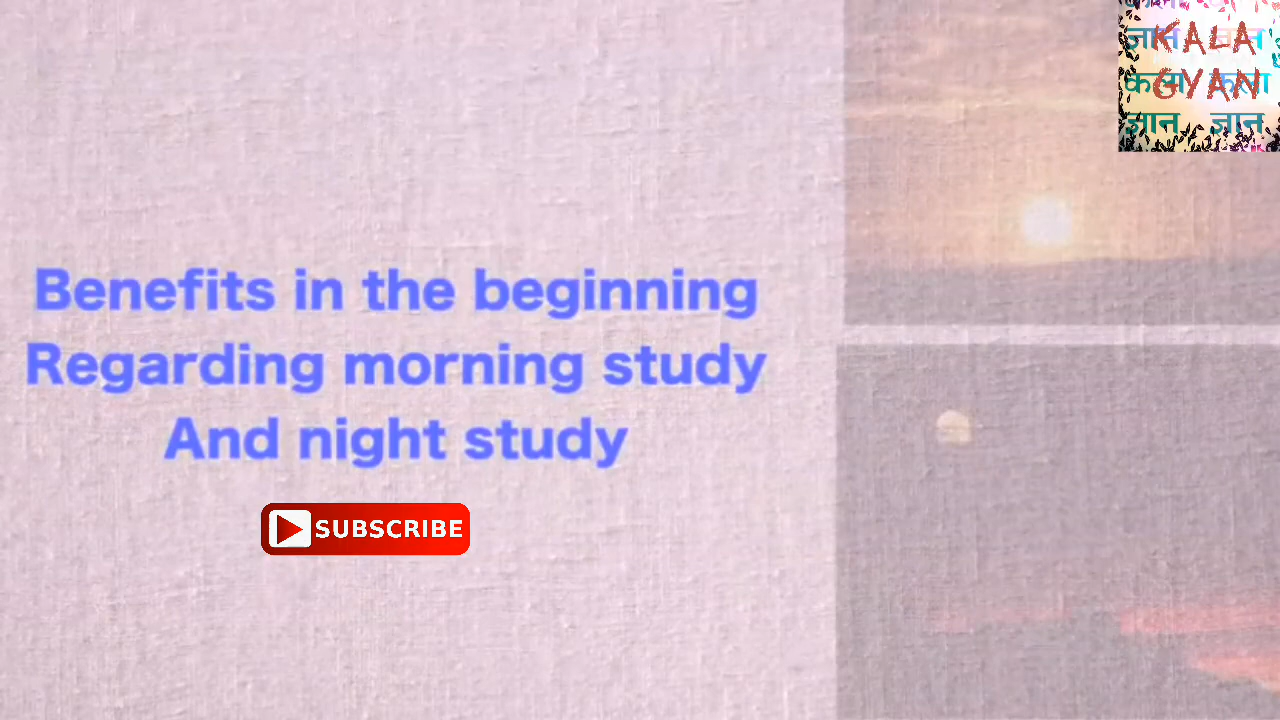 KALA
GYAN
ज्ञान ज्ञान
Benefits in the beginning
Regarding morning study
And night study
SUBSCRIBE